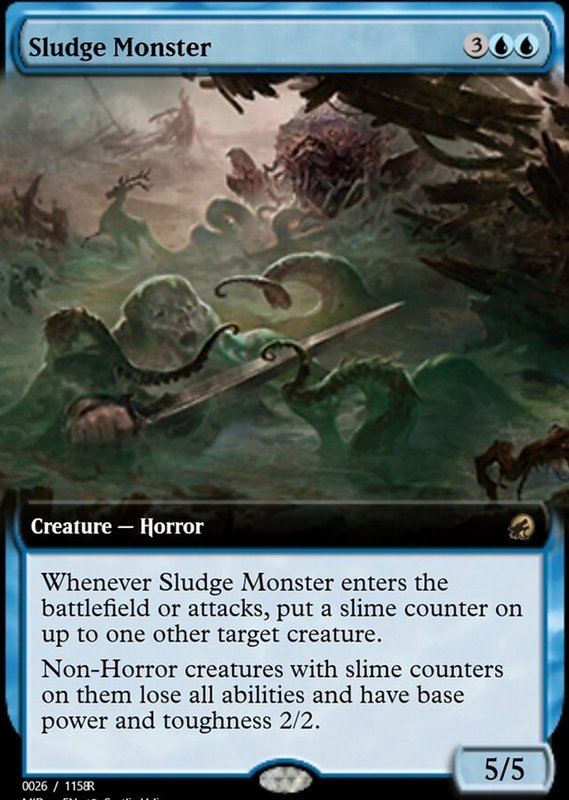 Sludge Monster
3
Creature — Horror
Whenever Sludge Monster enters the
battlefield or attacks, put a slime counter on
up to one other target creature.
Non-Horror creatures with slime counters
on them lose all abilities and have base
power and toughness 2/2.
5/5
0026 / 1158R